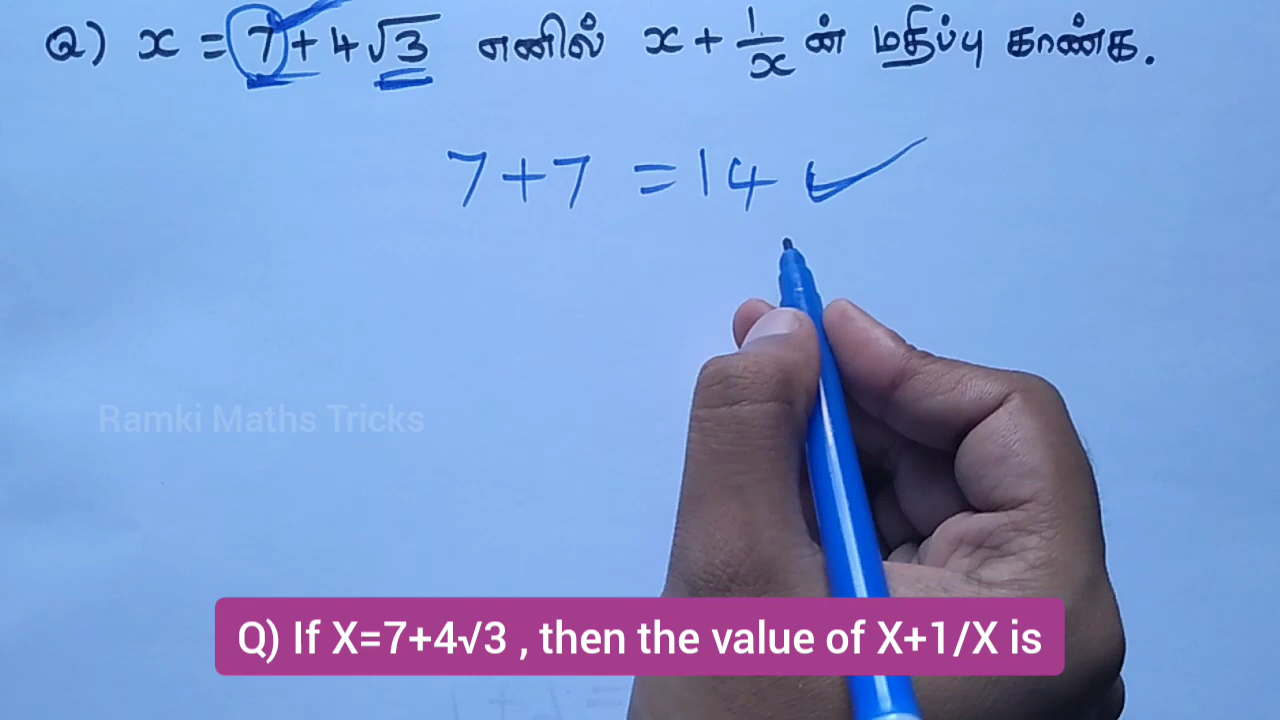 Q) x = 7 + 4√3 எனில் x + 1/x ன் மதிப்பு காண்க.
7 + 7 = 14 ✓
Ramki Maths Tricks
Q) If X=7+4√3 , then the value of X+1/X is